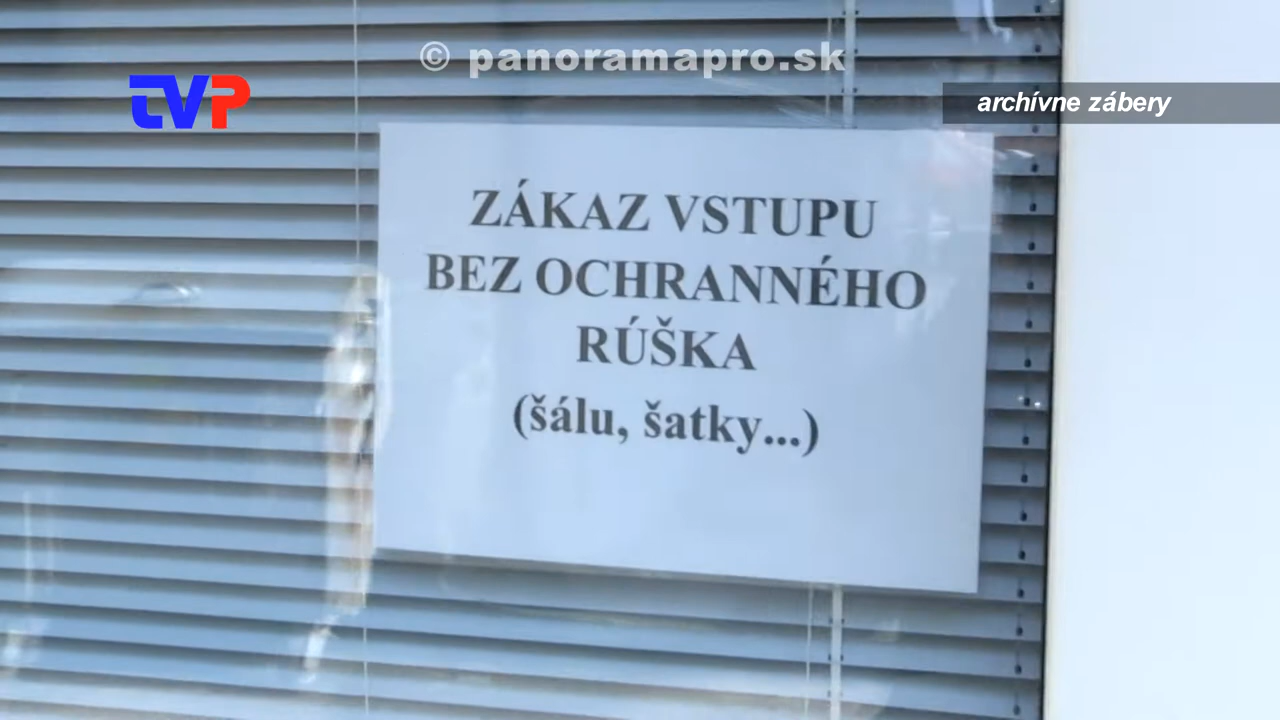 © panoramapro.sk
TVP
archívne zábery
ZÁKAZ VSTUPU
BEZ OCHRANNÉHO
RÚŠKA
(šálu, šatky...)